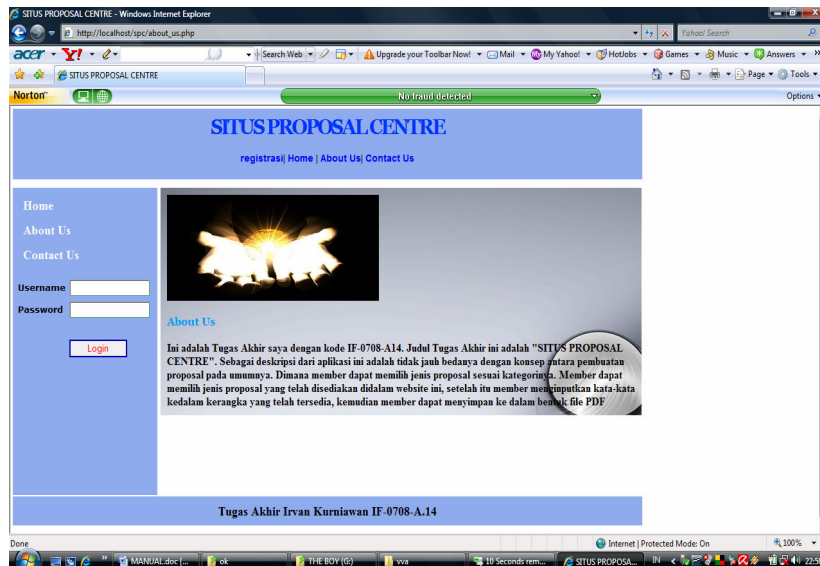 SITUS PROPOSAL CENTRE - Windows Internet Explorer
http://localhost/spc/about_us.php
Yahoo! Search
acer Y! Search Web Upgrade your Toolbar Now! Mail My Yahoo! HotJobs Games Music Answers
SITUS PROPOSAL CENTRE
Page Tools
Norton No fraud detected Options
SITUS PROPOSAL CENTRE
registrasi| Home | About Us| Contact Us
Home
About Us
Contact Us
Username
Password
Login
About Us
Ini adalah Tugas Akhir saya dengan kode IF-0708-A14. Judul Tugas Akhir ini adalah "SITUS PROPOSAL
CENTRE". Sebagai deskripsi dari aplikasi ini adalah tidak jauh bedanya dengan konsep antara pembuatan
proposal pada umumnya. Dimana member dapat memilih jenis proposal sesuai kategorinya. Member dapat
memilih jenis proposal yang telah disediakan didalam website ini, setelah itu member menginputkan kata-kata
kedalam kerangka yang telah tersedia, kemudian member dapat menyimpan ke dalam bentuk file PDF
Tugas Akhir Irvan Kurniawan IF-0708-A.14
Done Internet | Protected Mode: On 100%
MANUAL.doc [... ok THE BOY (G:) vva 10 Seconds rem... SITUS PROPOSA... IN 22:50